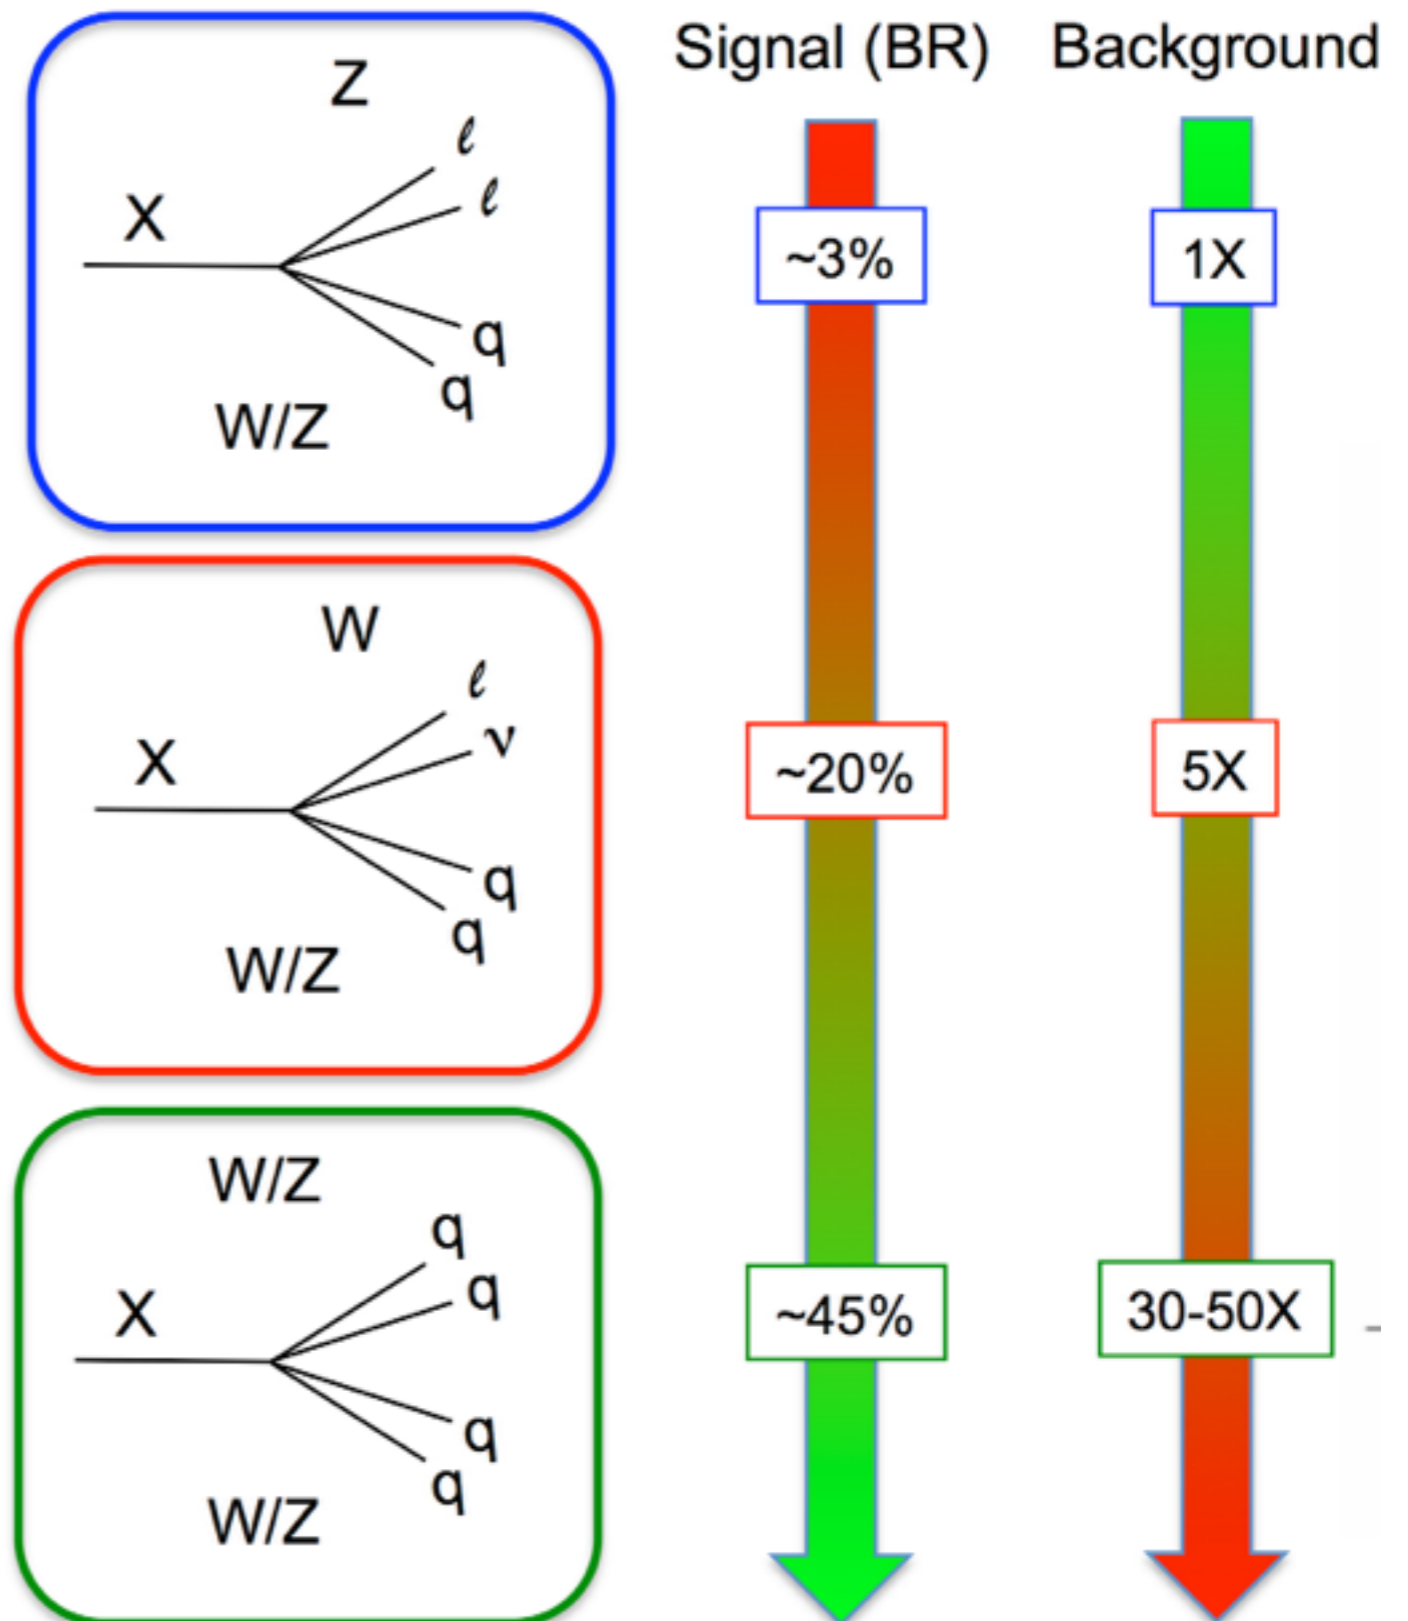 Signal (BR) Background
Z
ℓ
ℓ
X
q
q
W/Z
~3% 1X
W
ℓ
ν
X
q
q
W/Z
~20% 5X
W/Z
q
q
X
q
q
W/Z
~45% 30-50X